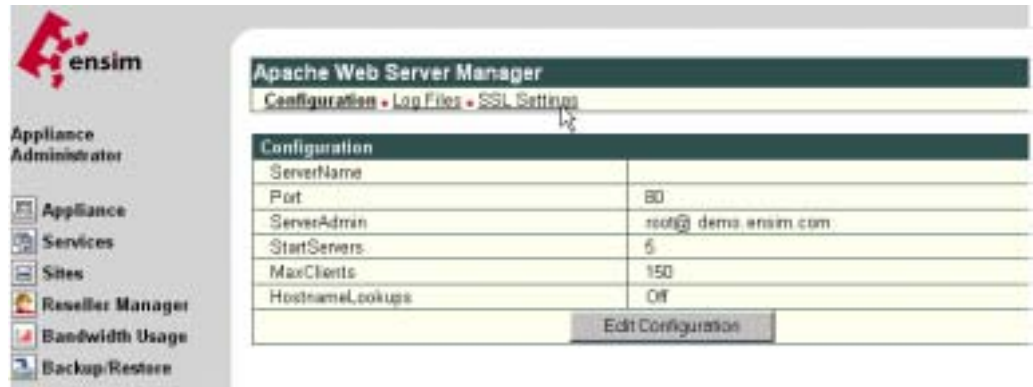 ensim
Appliance
Administrator
Appliance
Services
Sites
Reseller Manager
Bandwidth Usage
Backup/Restore
Apache Web Server Manager
Configuration • Log Files • SSL Settings
Configuration
ServerName
Port 80
ServerAdmin root@ demo.ensim.com
StartServers 5
MaxClients 150
HostnameLookups Off
Edit Configuration